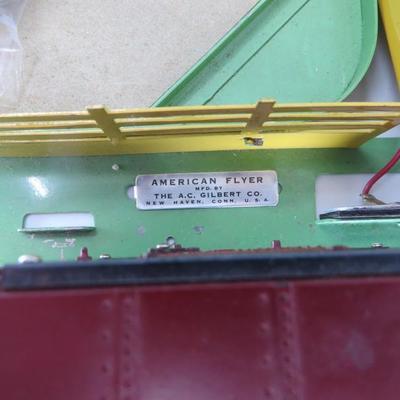 AMERICAN FLYER
MFD. BY
THE A.C. GILBERT CO.
NEW HAVEN, CONN., U.S.A.